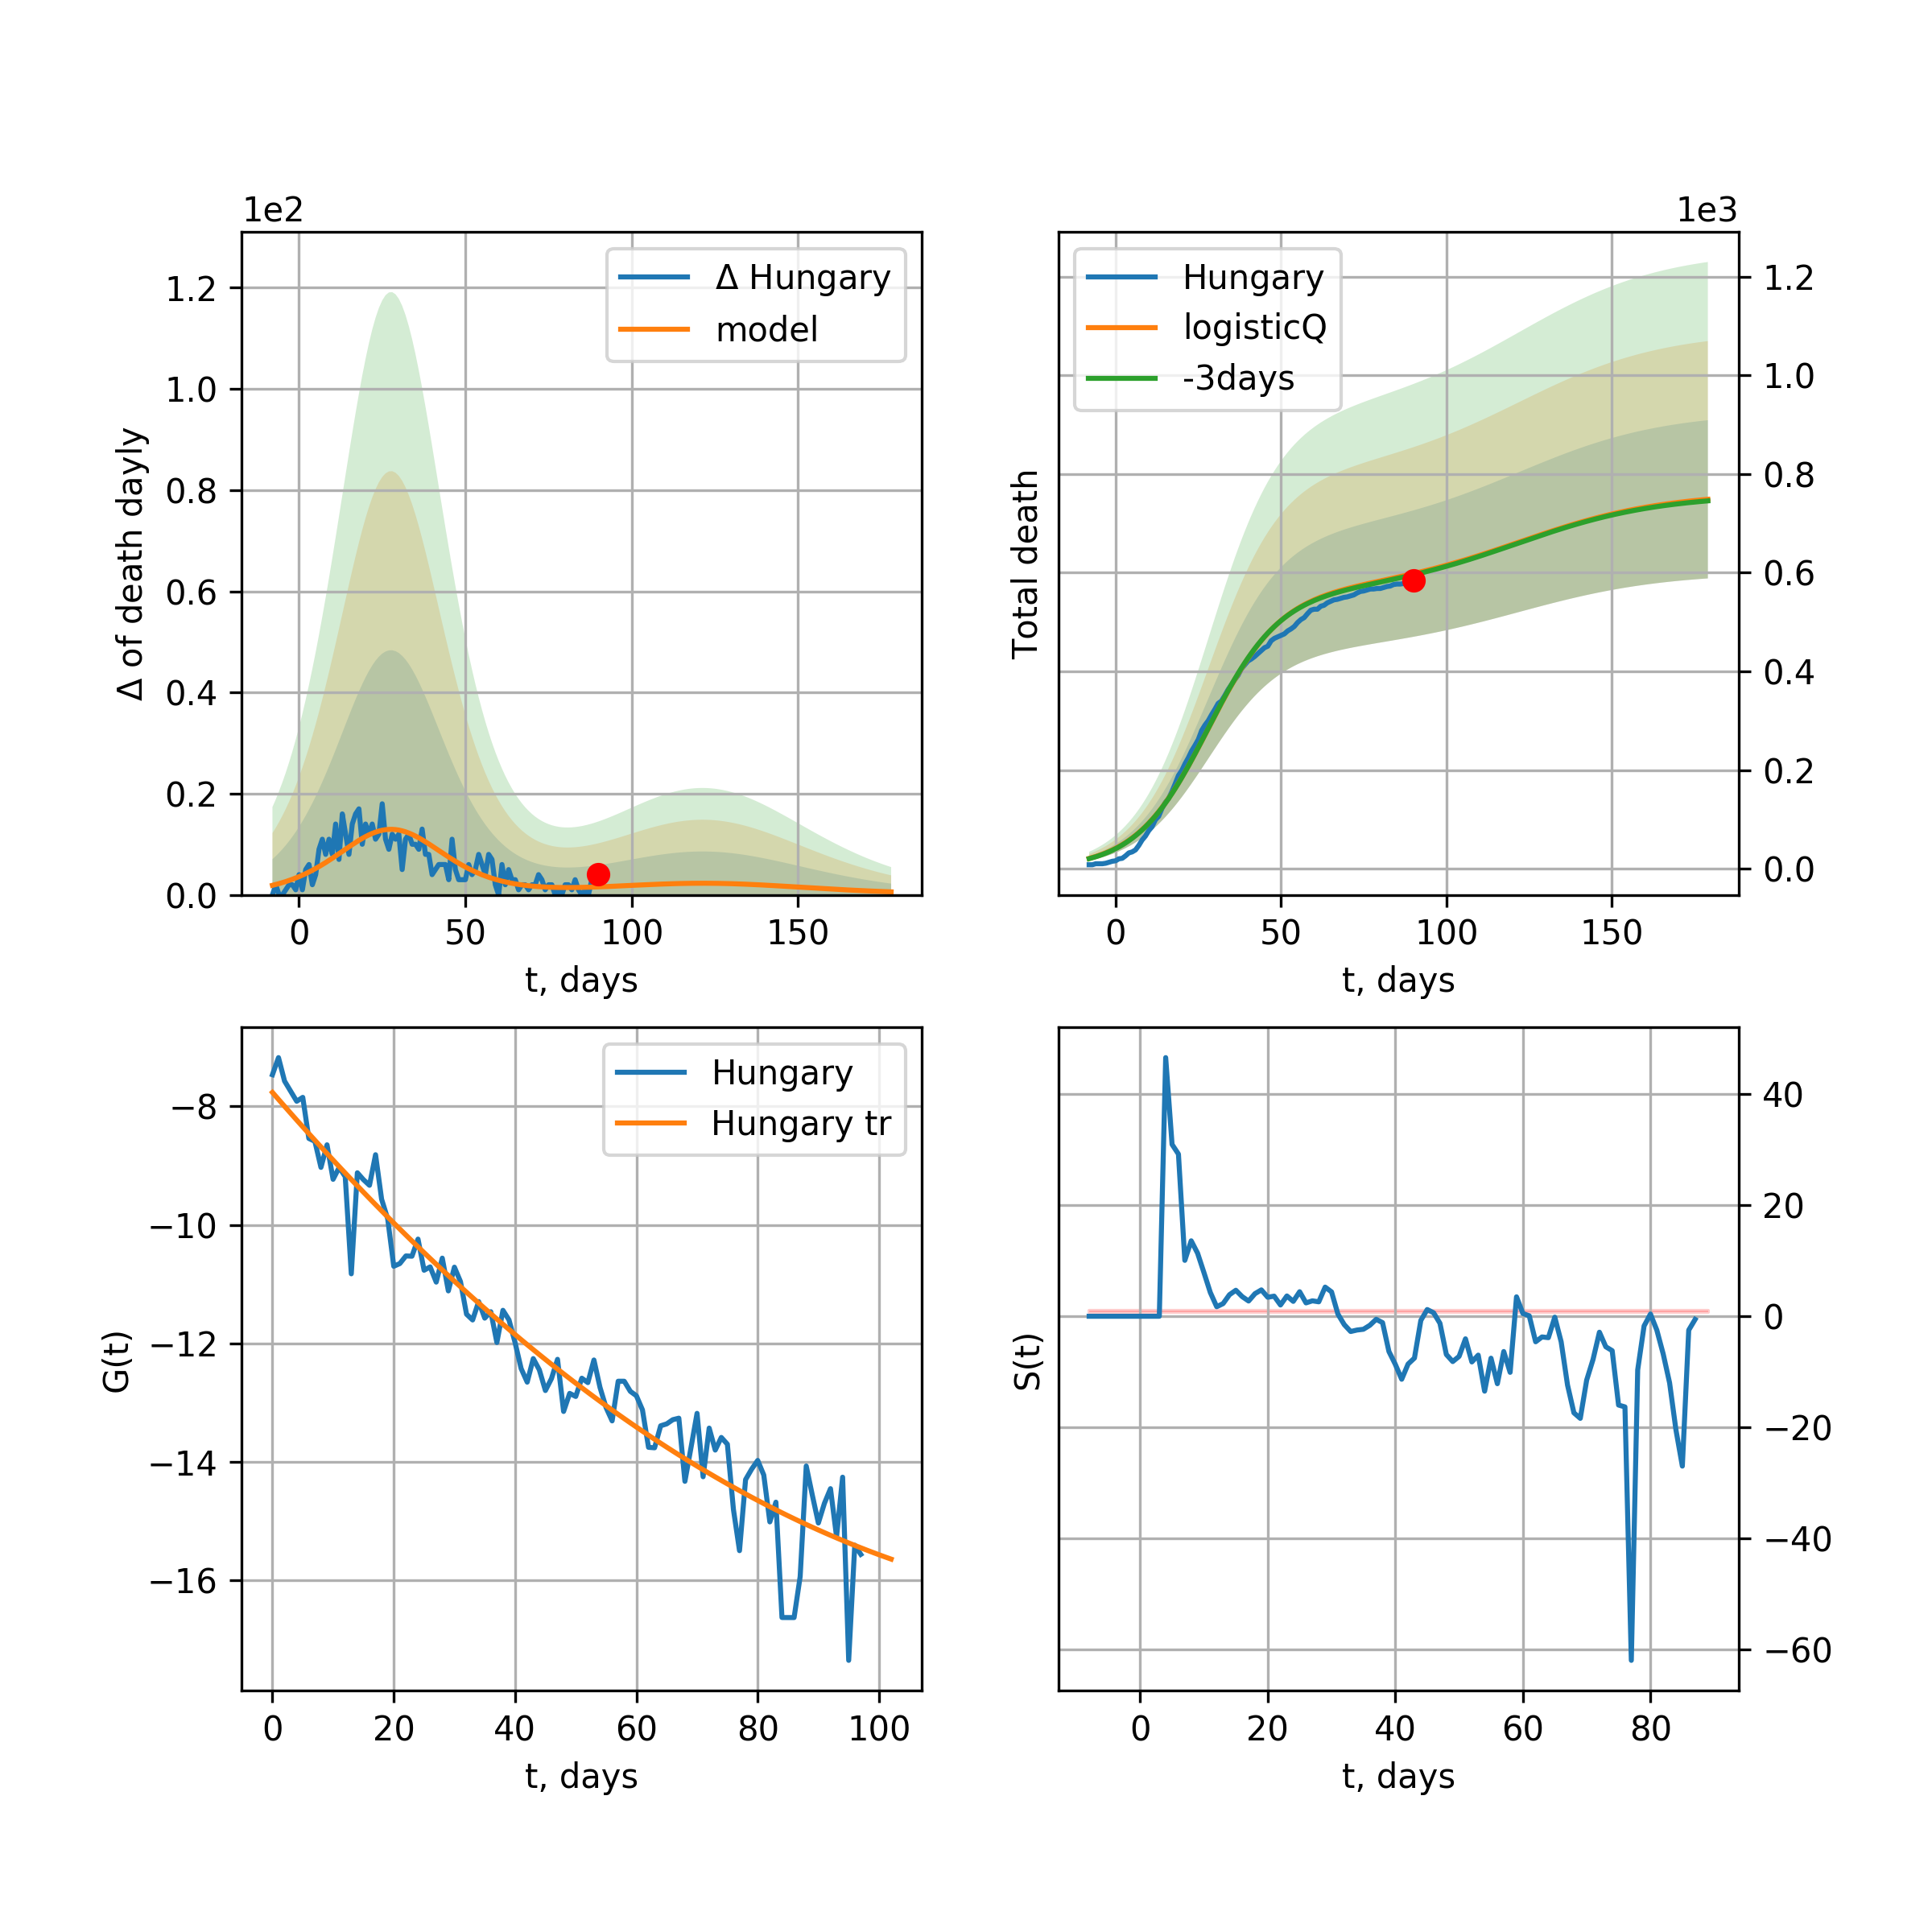 1e2
1.2
1.0
0.8
0.6
0.4
0.2
0.0
Δ of death dayly
0 50 100 150
t, days
Δ Hungary
model
1e3
1.2
1.0
0.8
0.6
0.4
0.2
0.0
Total death
0 50 100 150
t, days
Hungary
logisticQ
-3days
−8
−10
−12
−14
−16
G(t)
0 20 40 60 80 100
t, days
Hungary
Hungary tr
40
20
0
−20
−40
−60
S(t)
0 20 40 60 80
t, days